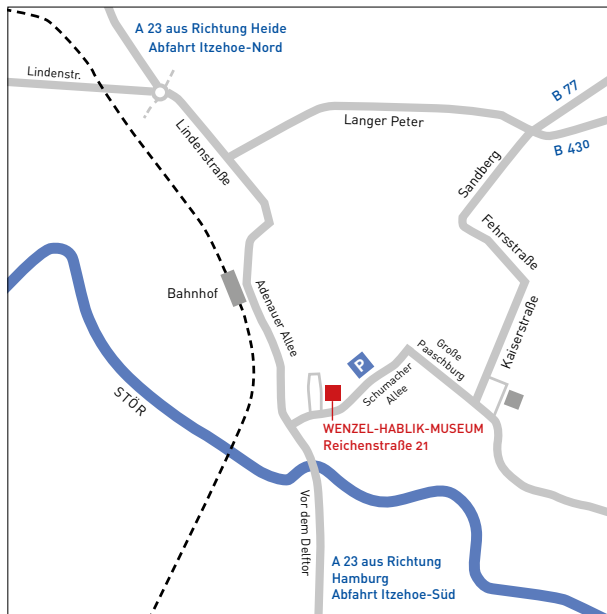 A 23 aus Richtung Heide
Abfahrt Itzehoe-Nord
Lindenstr.
B 77
Langer Peter
B 430
Lindenstraße
Sandberg
Fehrsstraße
Bahnhof
Adenauer Allee
Kaiserstraße
Große
Paaschburg
P
Schumacher
Allee
STÖR
WENZEL-HABLIK-MUSEUM
Reichenstraße 21
Vor dem Delftor
A 23 aus Richtung
Hamburg
Abfahrt Itzehoe-Süd